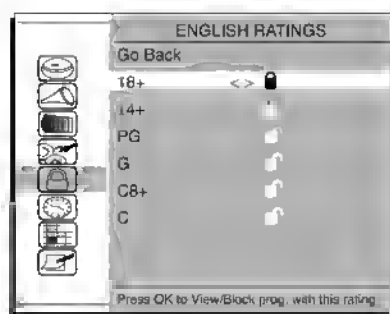 ENGLISH RATINGS
Go Back
18+ <>
14+
PG
G
C8+
C
Press OK to View/Block prog. with this rating